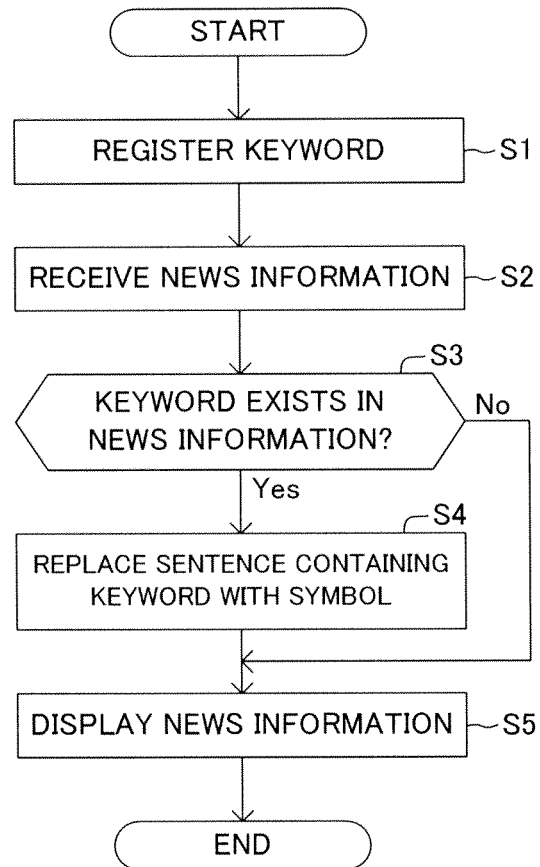 START
REGISTER KEYWORD
S1
RECEIVE NEWS INFORMATION
S2
S3
KEYWORD EXISTS IN
NEWS INFORMATION?
No
Yes
S4
REPLACE SENTENCE CONTAINING
KEYWORD WITH SYMBOL
DISPLAY NEWS INFORMATION
S5
END